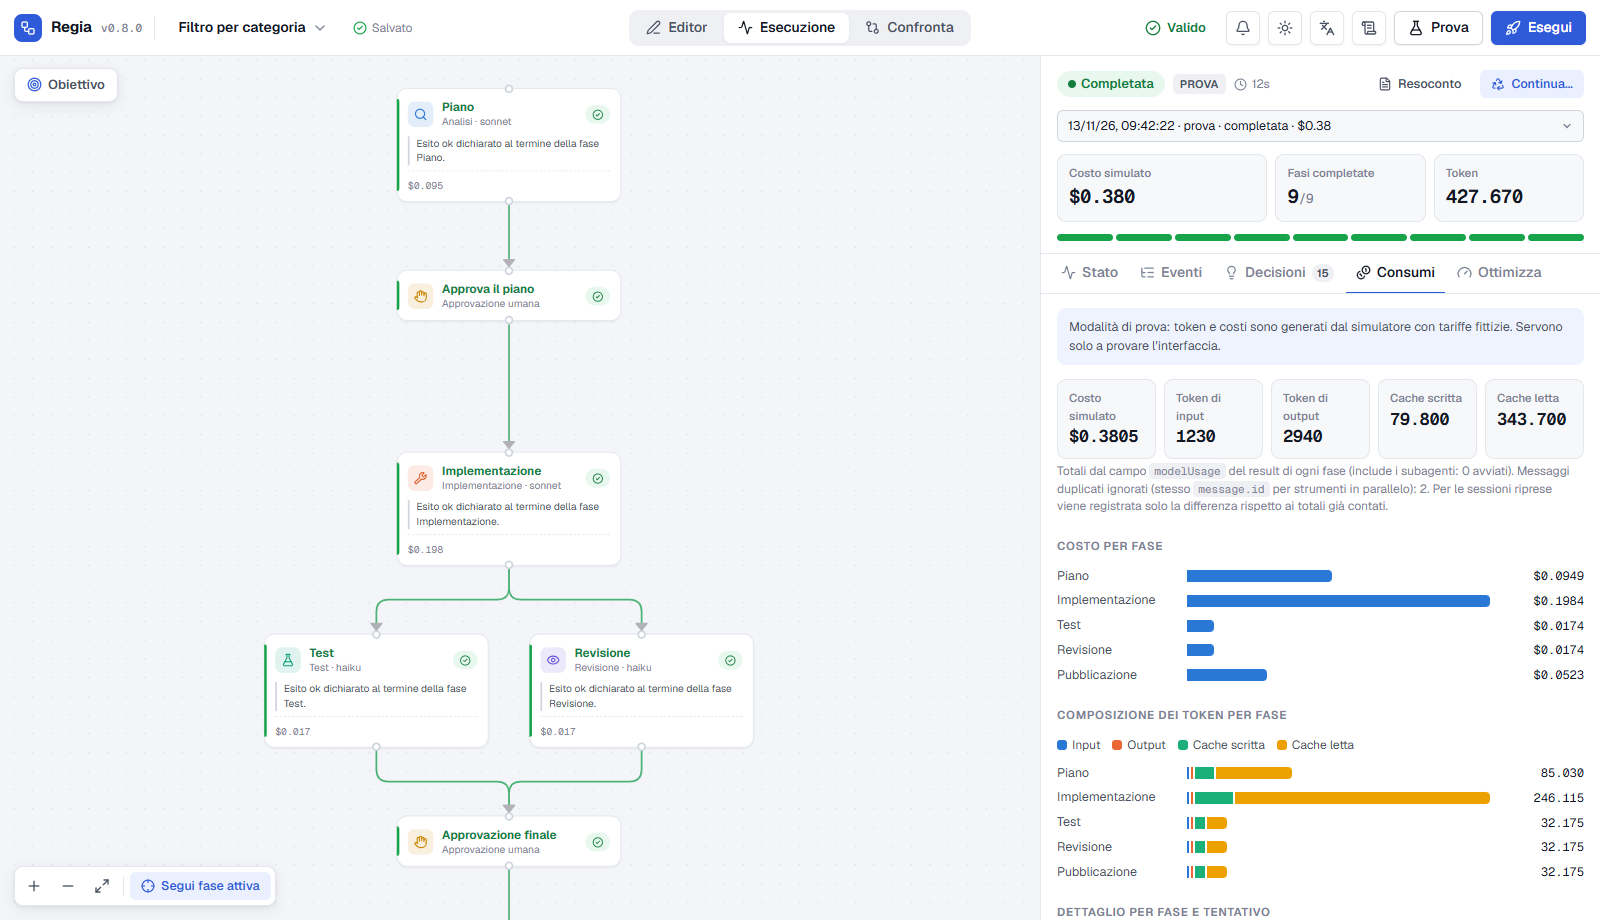 Regia v0.8.0
Filtro per categoria
Salvato
Editor
Esecuzione
Confronta
Valido
Prova
Esegui
Obiettivo
Piano
Analisi · sonnet
Esito ok dichiarato al termine della fase
Piano.
$0.095
Approva il piano
Approvazione umana
Implementazione
Implementazione · sonnet
Esito ok dichiarato al termine della fase
Implementazione.
$0.198
Test
Test · haiku
Esito ok dichiarato al termine della fase
Test.
$0.017
Revisione
Revisione · haiku
Esito ok dichiarato al termine della fase
Revisione.
$0.017
Approvazione finale
Approvazione umana
Segui fase attiva
Completata
PROVA
12s
Resoconto
Continua…
13/11/26, 09:42:22 · prova · completata · $0.38
Costo simulato
$0.380
Fasi completate
9/9
Token
427.670
Stato
Eventi
Decisioni 15
Consumi
Ottimizza
Modalità di prova: token e costi sono generati dal simulatore con tariffe fittizie. Servono
solo a provare l'interfaccia.
Costo
simulato
$0.3805
Token di
input
1230
Token di
output
2940
Cache scritta
79.800
Cache letta
343.700
Totali dal campo modelUsage del result di ogni fase (include i subagenti: 0 avviati). Messaggi
duplicati ignorati (stesso message.id per strumenti in parallelo): 2. Per le sessioni riprese
viene registrata solo la differenza rispetto ai totali già contati.
COSTO PER FASE
Piano $0.0949
Implementazione $0.1984
Test $0.0174
Revisione $0.0174
Pubblicazione $0.0523
COMPOSIZIONE DEI TOKEN PER FASE
Input Output Cache scritta Cache letta
Piano 85.030
Implementazione 246.115
Test 32.175
Revisione 32.175
Pubblicazione 32.175
DETTAGLIO PER FASE E TENTATIVO